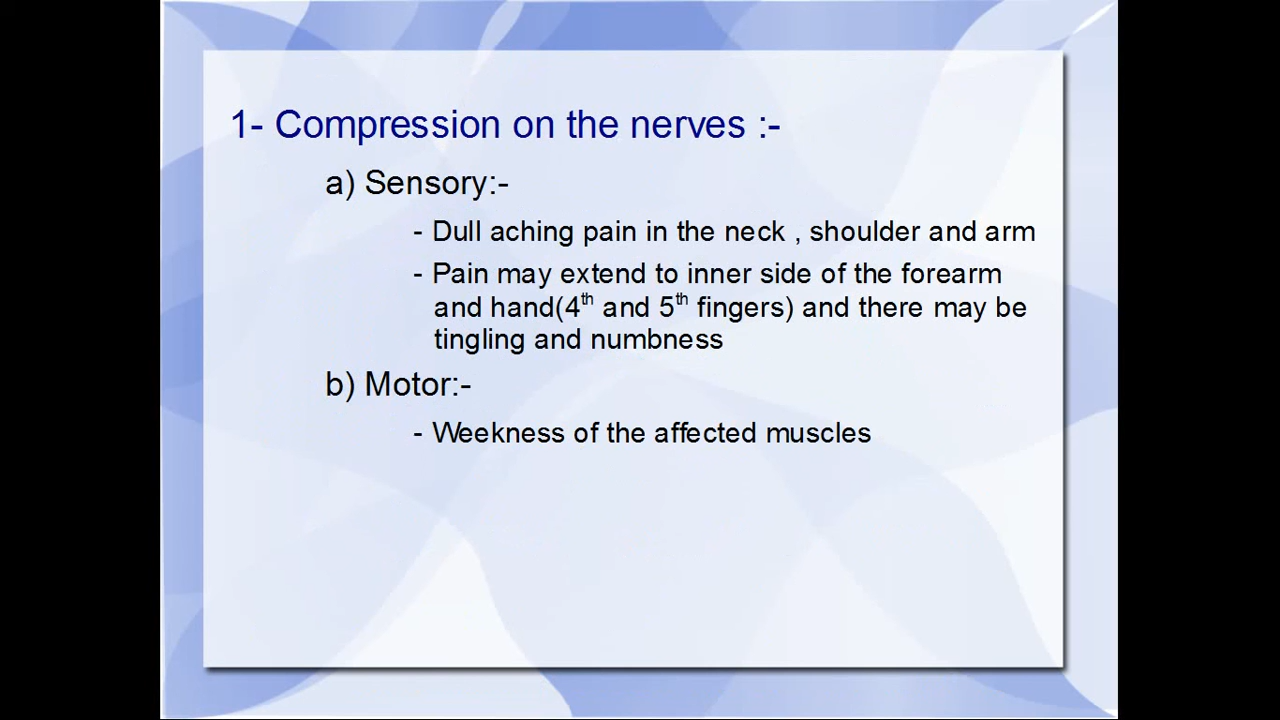 1- Compression on the nerves :-
a) Sensory:-
- Dull aching pain in the neck , shoulder and arm
- Pain may extend to inner side of the forearm
and hand(4th and 5th fingers) and there may be
tingling and numbness
b) Motor:-
- Weekness of the affected muscles